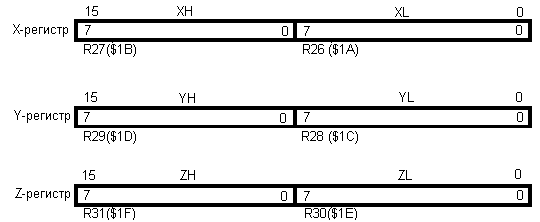 15 XH XL 0
X-регистр 7 0 7 0
R27($1B) R26 ($1A)
15 YH YL 0
Y-регистр 7 0 7 0
R29($1D) R28 ($1C)
15 ZH ZL 0
Z-регистр 7 0 7 0
R31($1F) R30($1E)